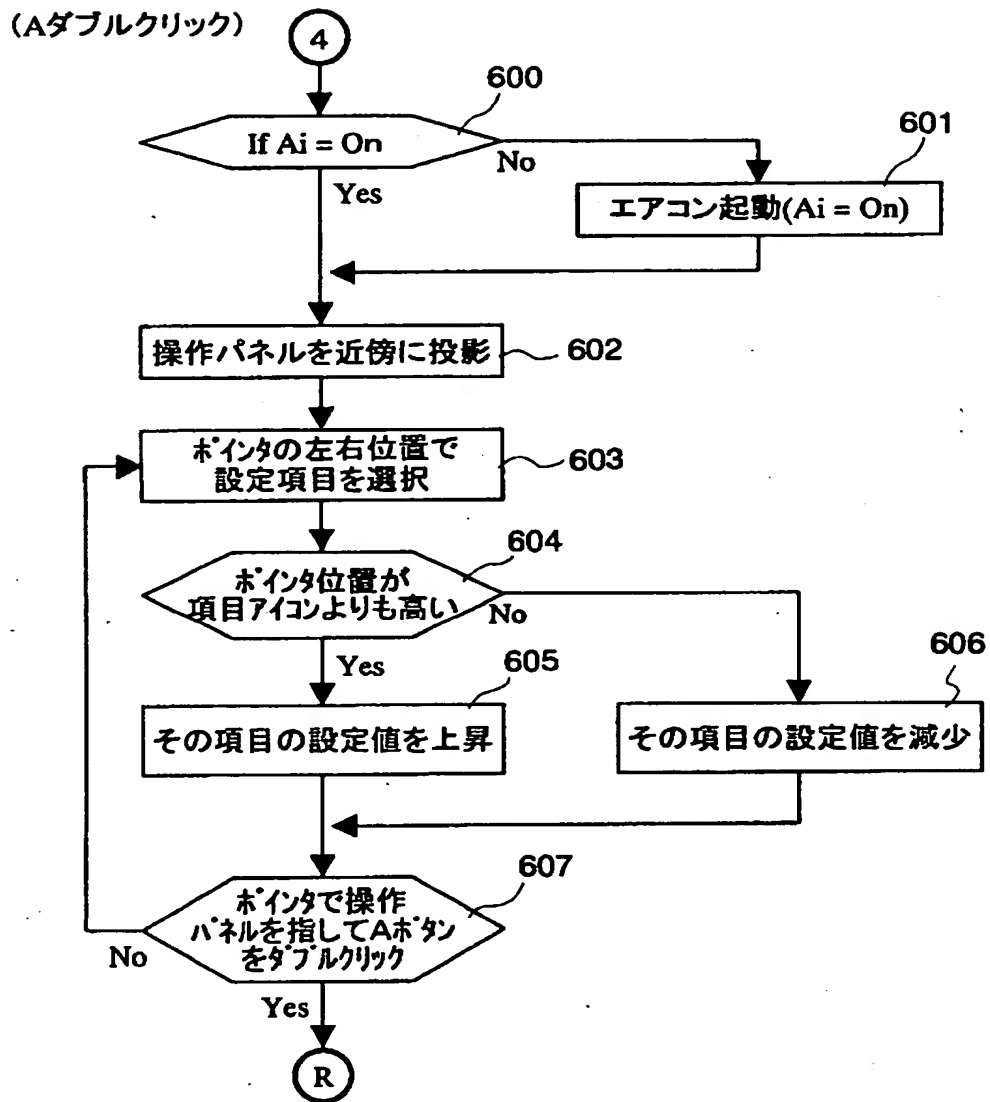 (Aダブルクリック)
4
600
If Ai = On
No
601
Yes
エアコン起動(Ai = On)
操作パネルを近傍に投影
602
ポインタの左右位置で
設定項目を選択
603
604
ポインタ位置が
項目アイコンよりも高い
No
Yes
605
606
その項目の設定値を上昇
その項目の設定値を減少
607
ポインタで操作
パネルを指してAボタン
をダブルクリック
No
Yes
R